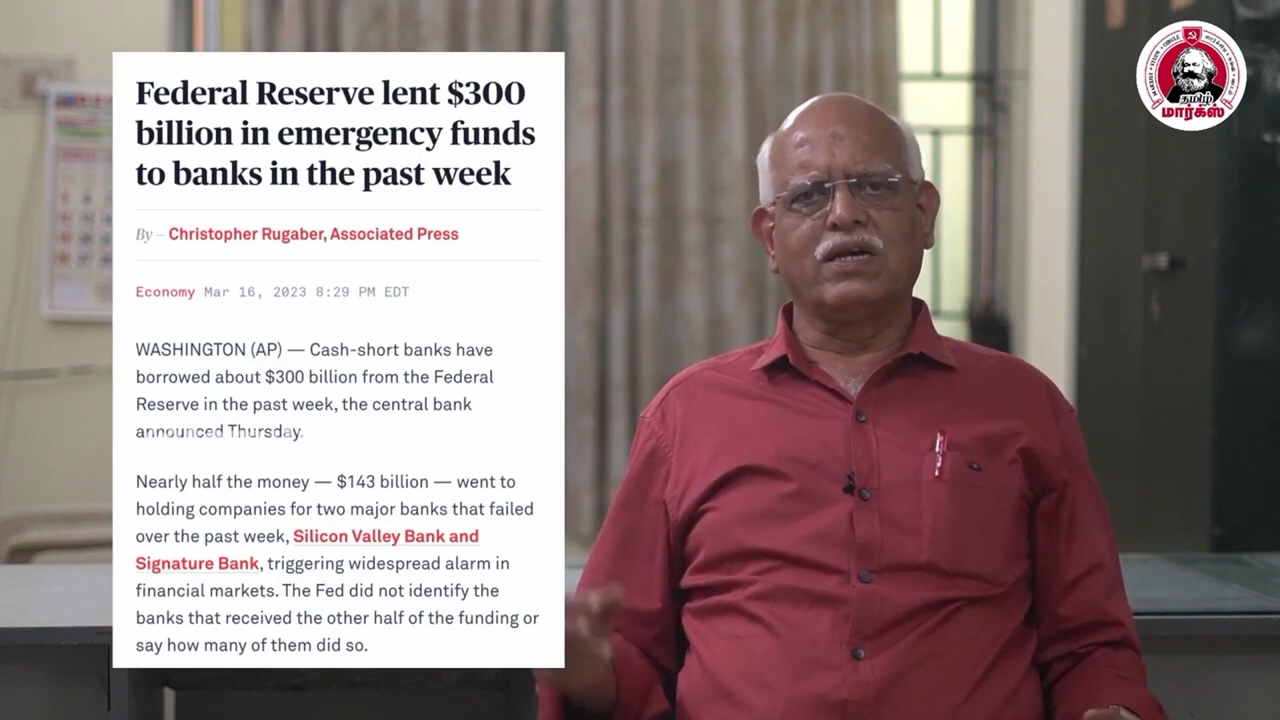 Federal Reserve lent $300
billion in emergency funds
to banks in the past week
By – Christopher Rugaber, Associated Press
Economy Mar 16, 2023 8:29 PM EDT
WASHINGTON (AP) — Cash-short banks have
borrowed about $300 billion from the Federal
Reserve in the past week, the central bank
announced Thursday.
Nearly half the money — $143 billion — went to
holding companies for two major banks that failed
over the past week, Silicon Valley Bank and
Signature Bank, triggering widespread alarm in
financial markets. The Fed did not identify the
banks that received the other half of the funding or
say how many of them did so.
தமிழ்
மார்க்ஸ்